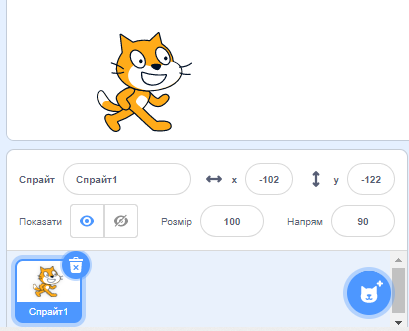 Спрайт Спрайт1 x -102 y -122
Показати Розмір 100 Напрям 90
Спрайт1